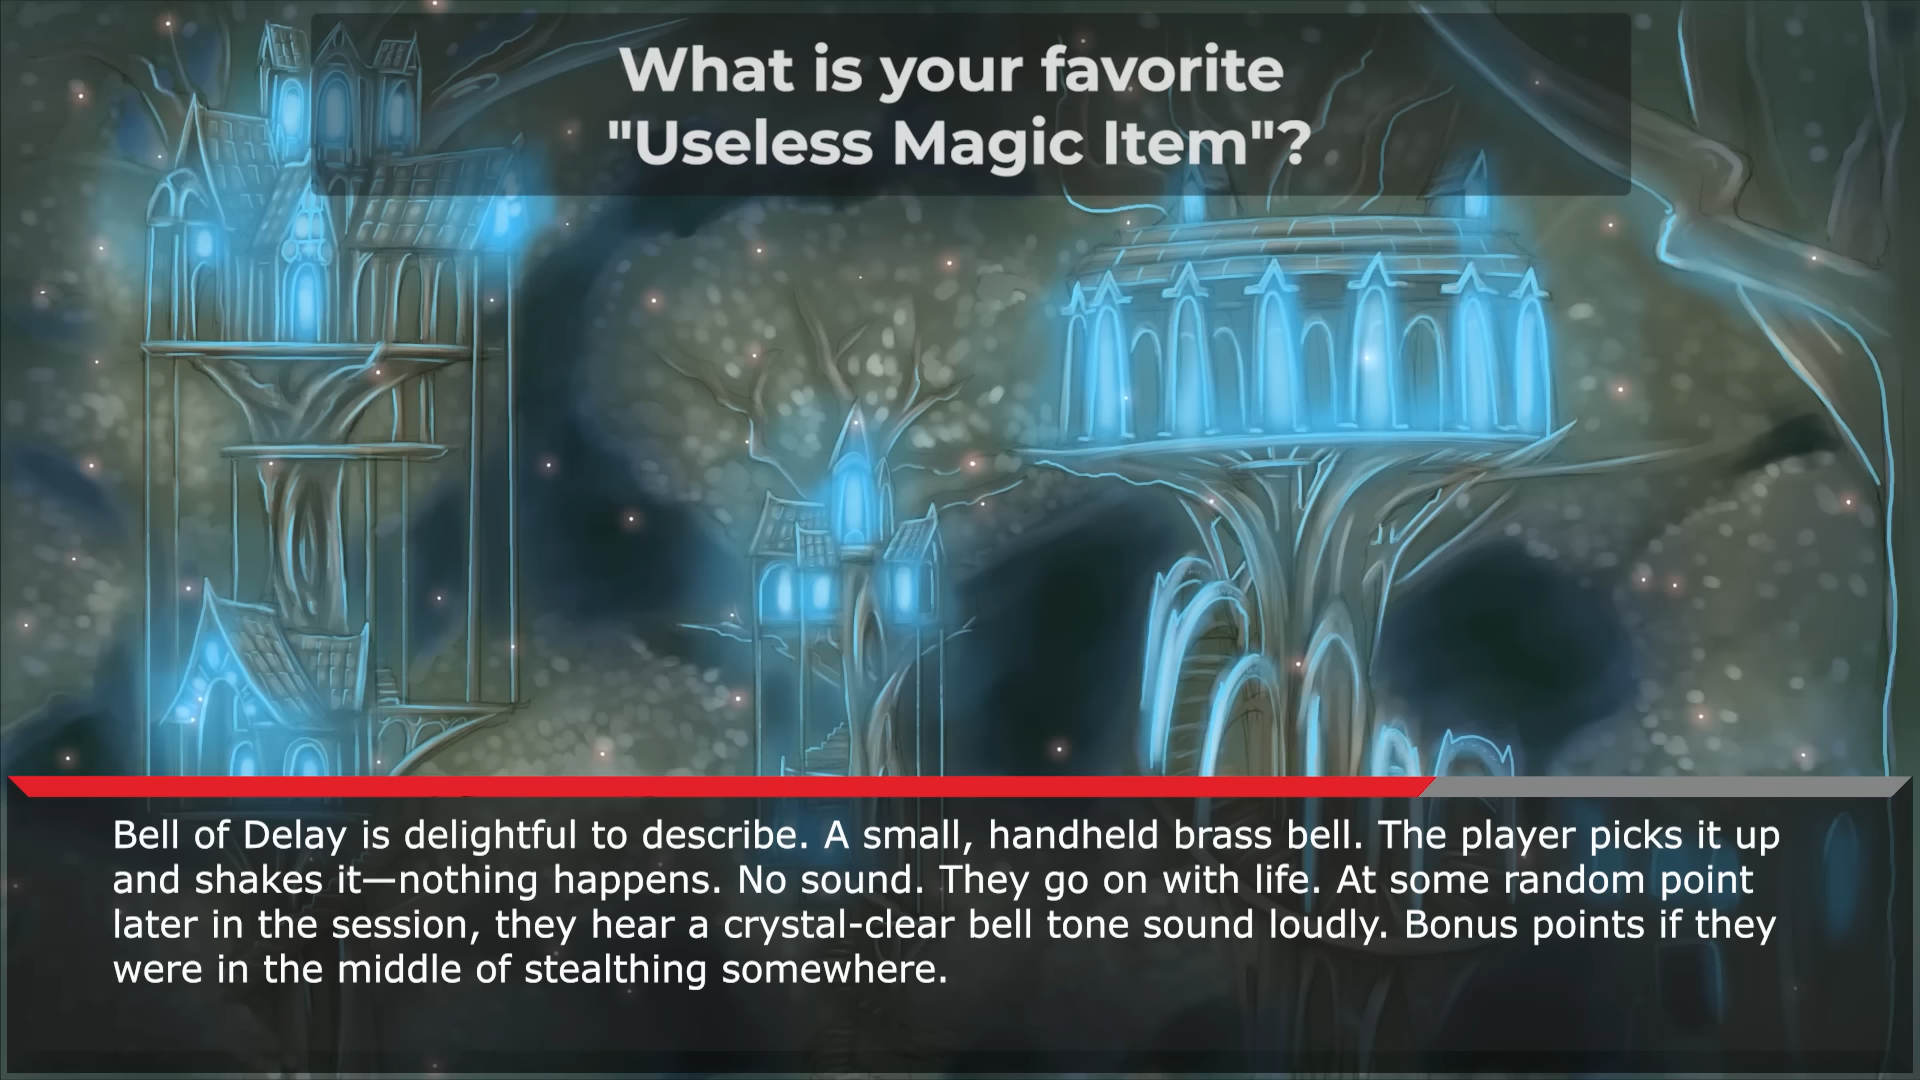 What is your favorite
"Useless Magic Item"?
Bell of Delay is delightful to describe. A small, handheld brass bell. The player picks it up
and shakes it—nothing happens. No sound. They go on with life. At some random point
later in the session, they hear a crystal-clear bell tone sound loudly. Bonus points if they
were in the middle of stealthing somewhere.